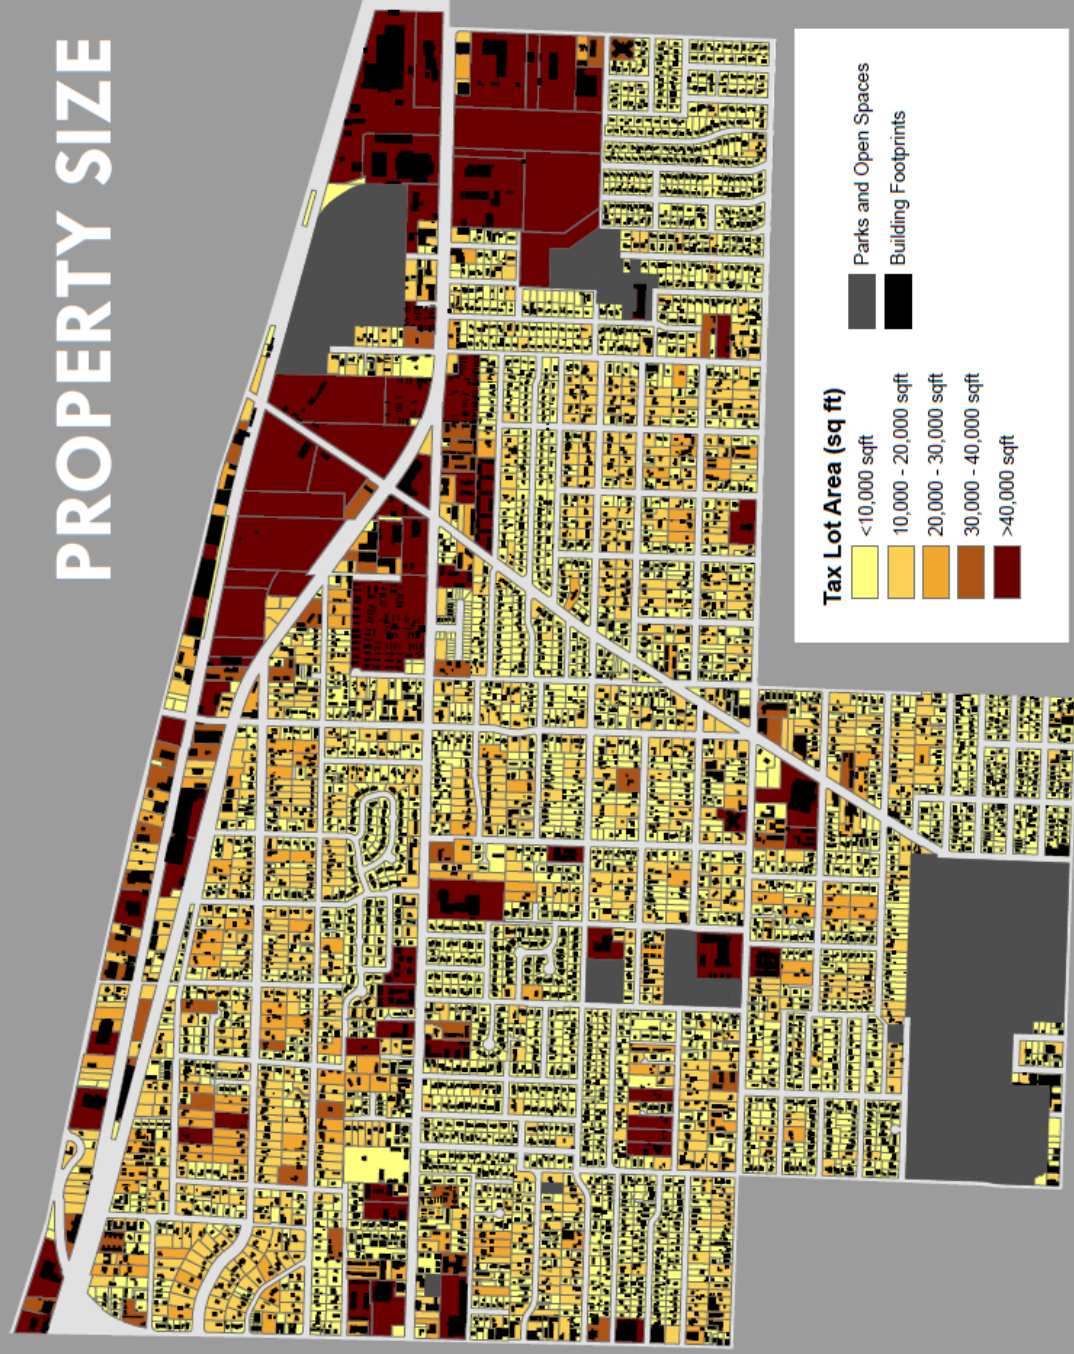 PROPERTY SIZE
Tax Lot Area (sq ft)
<10,000 sqft
10,000 - 20,000 sqft
20,000 - 30,000 sqft
30,000 - 40,000 sqft
>40,000 sqft
Parks and Open Spaces
Building Footprints